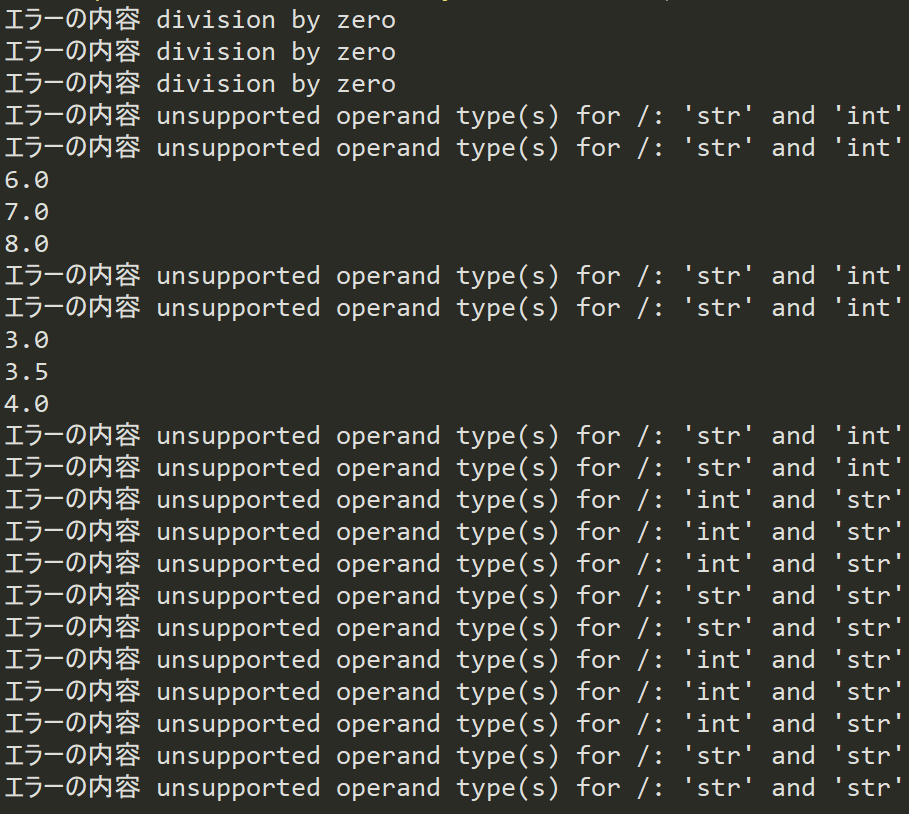 エラーの内容 division by zero
エラーの内容 division by zero
エラーの内容 division by zero
エラーの内容 unsupported operand type(s) for /: 'str' and 'int'
エラーの内容 unsupported operand type(s) for /: 'str' and 'int'
6.0
7.0
8.0
エラーの内容 unsupported operand type(s) for /: 'str' and 'int'
エラーの内容 unsupported operand type(s) for /: 'str' and 'int'
3.0
3.5
4.0
エラーの内容 unsupported operand type(s) for /: 'str' and 'int'
エラーの内容 unsupported operand type(s) for /: 'str' and 'int'
エラーの内容 unsupported operand type(s) for /: 'int' and 'str'
エラーの内容 unsupported operand type(s) for /: 'int' and 'str'
エラーの内容 unsupported operand type(s) for /: 'int' and 'str'
エラーの内容 unsupported operand type(s) for /: 'str' and 'str'
エラーの内容 unsupported operand type(s) for /: 'str' and 'str'
エラーの内容 unsupported operand type(s) for /: 'int' and 'str'
エラーの内容 unsupported operand type(s) for /: 'int' and 'str'
エラーの内容 unsupported operand type(s) for /: 'int' and 'str'
エラーの内容 unsupported operand type(s) for /: 'str' and 'str'
エラーの内容 unsupported operand type(s) for /: 'str' and 'str'